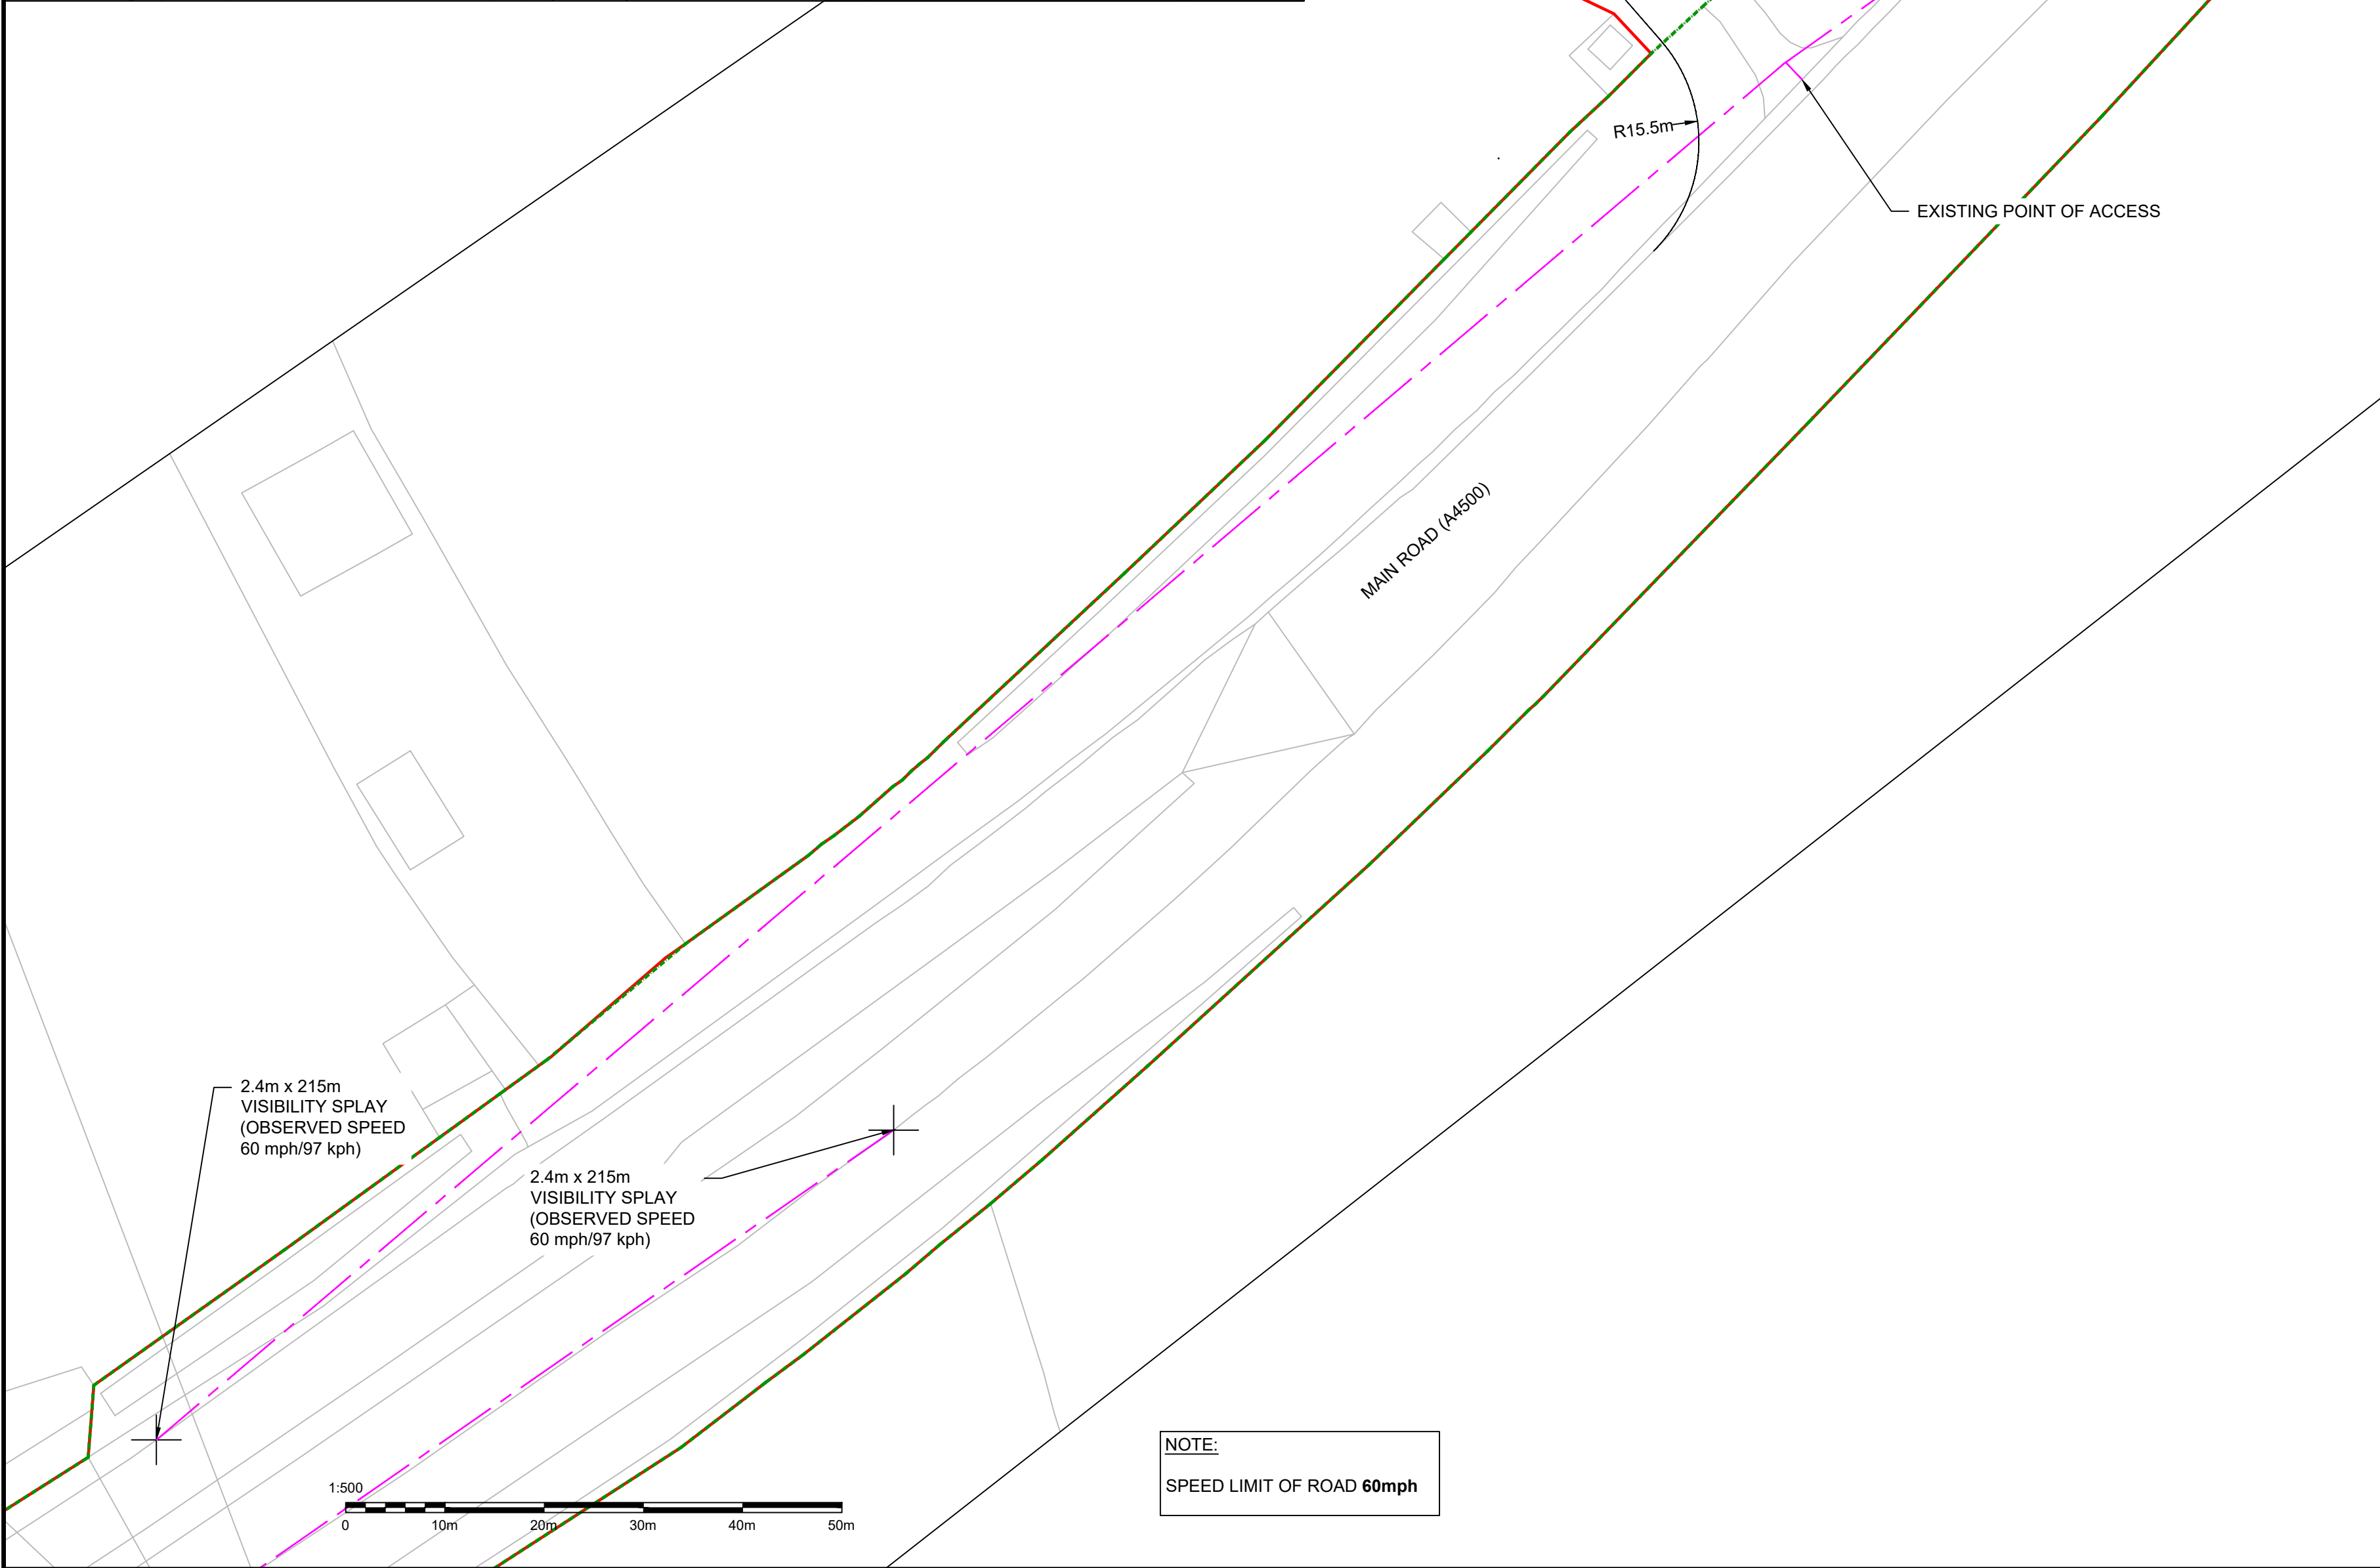 R15.5m
EXISTING POINT OF ACCESS
MAIN ROAD (A4500)
2.4m x 215m
VISIBILITY SPLAY
(OBSERVED SPEED
60 mph/97 kph)
2.4m x 215m
VISIBILITY SPLAY
(OBSERVED SPEED
60 mph/97 kph)
NOTE:
SPEED LIMIT OF ROAD 60mph
1:500
0 10m 20m 30m 40m 50m